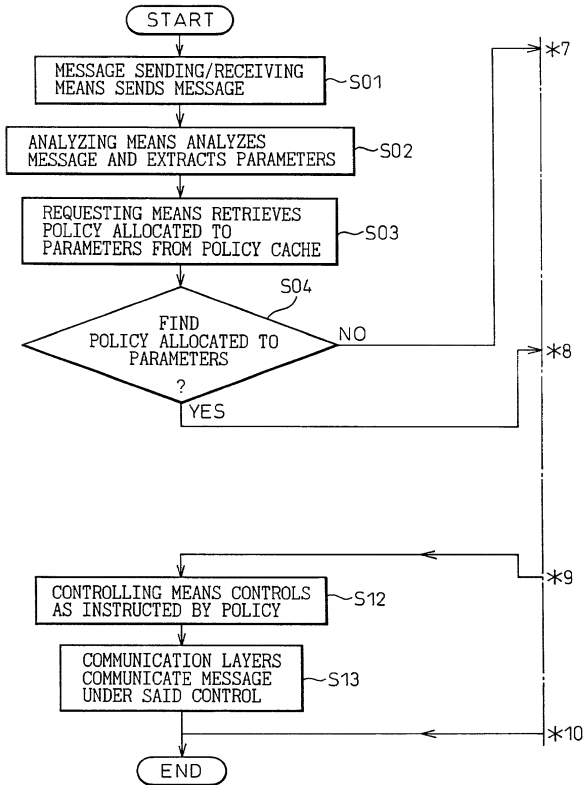 START
*7
MESSAGE SENDING/RECEIVING
MEANS SENDS MESSAGE
S01
ANALYZING MEANS ANALYZES
MESSAGE AND EXTRACTS PARAMETERS
S02
REQUESTING MEANS RETRIEVES
POLICY ALLOCATED TO
PARAMETERS FROM POLICY CACHE
S03
S04
FIND
POLICY ALLOCATED TO
PARAMETERS
?
NO
*8
YES
*9
CONTROLLING MEANS CONTROLS
AS INSTRUCTED BY POLICY
S12
COMMUNICATION LAYERS
COMMUNICATE MESSAGE
UNDER SAID CONTROL
S13
*10
END